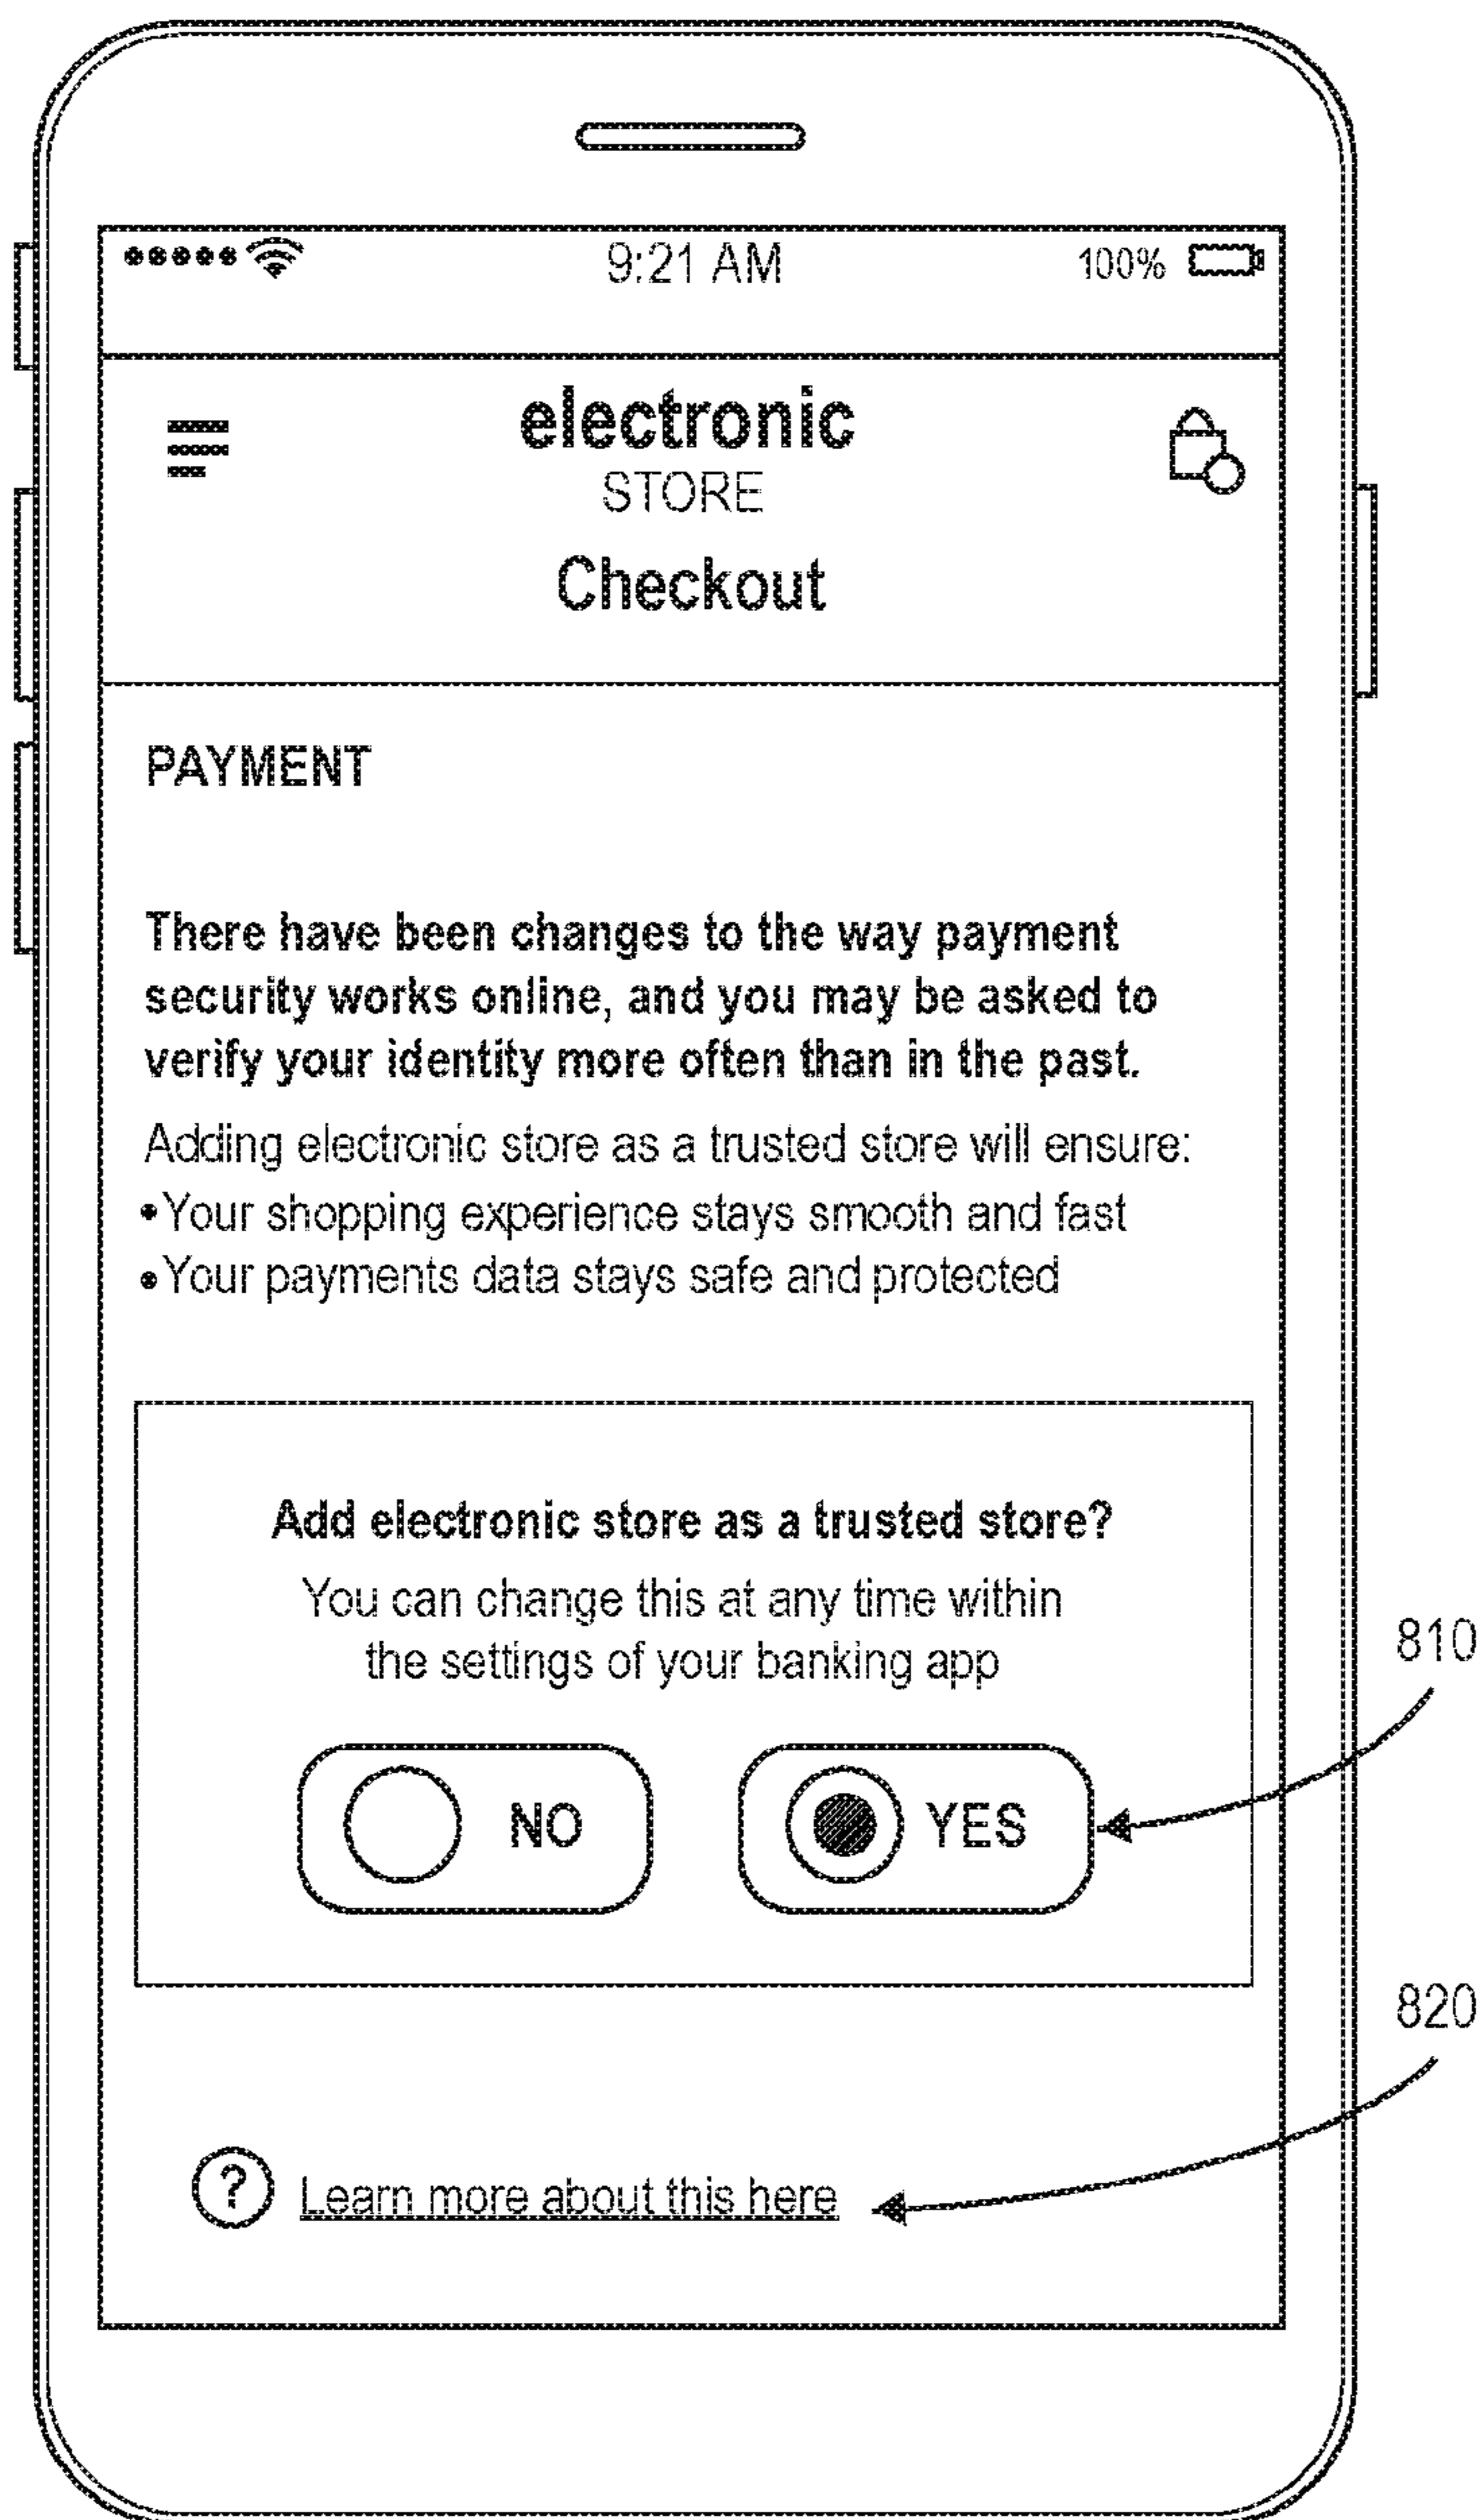 9:21 AM 100%
electronic
STORE
Checkout
PAYMENT
There have been changes to the way payment
security works online, and you may be asked to
verify your identity more often than in the past.
Adding electronic store as a trusted store will ensure:
•Your shopping experience stays smooth and fast
•Your payments data stays safe and protected
Add electronic store as a trusted store?
You can change this at any time within
the settings of your banking app
810
NO YES
820
? Learn more about this here